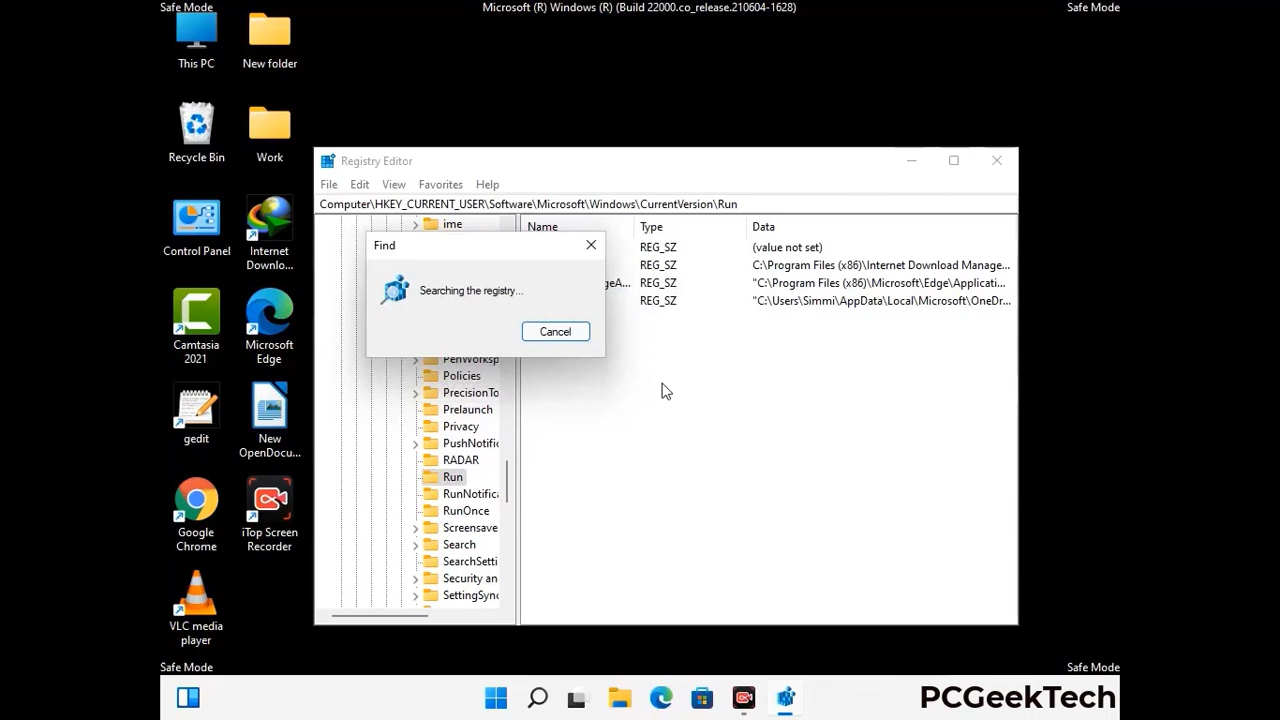 Safe Mode
Microsoft (R) Windows (R) (Build 22000.co_release.210604-1628)
Safe Mode
This PC
New folder
Recycle Bin
Work
Control Panel
Internet
Downlo...
Camtasia
2021
Microsoft
Edge
gedit
New
OpenDocu...
Google
Chrome
iTop Screen
Recorder
VLC media
player
Registry Editor
File Edit View Favorites Help
Computer\HKEY_CURRENT_USER\Software\Microsoft\Windows\CurrentVersion\Run
ime
PenWorksp
Policies
PrecisionTo
Prelaunch
Privacy
PushNotific
RADAR
Run
RunNotifica
RunOnce
Screensave
Search
SearchSetti
Security an
SettingSync
Name Type Data
REG_SZ (value not set)
REG_SZ C:\Program Files (x86)\Internet Download Manage...
geA... REG_SZ "C:\Program Files (x86)\Microsoft\Edge\Applicati...
REG_SZ "C:\Users\Simmi\AppData\Local\Microsoft\OneDr...
Find
Searching the registry...
Cancel
Safe Mode
Safe Mode
PCGeekTech